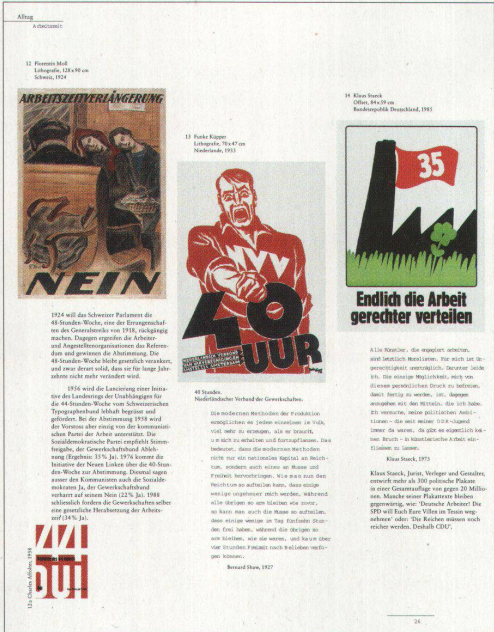 Alltag
Arbeitszeit
12 Florentin Moll
Lithografie, 128 x 90 cm
Schweiz, 1924
ARBEITSZEITVERLÄNGERUNG
NEIN
1924 will das Schweizer Parlament die
48-Stunden-Woche, eine der Errungenschaf-
ten des Generalstreiks von 1918, rückgängig
machen. Dagegen ergreifen die Arbeiter-
und Angestelltenorganisationen das Referen-
dum und gewinnen die Abstimmung. Die
48-Stunden-Woche bleibt gesetzlich verankert,
und zwar derart solid, dass sie für lange Jahr-
zehnte nicht mehr verändert wird.
1956 wird die Lancierung einer Initia-
tive des Landesrings der Unabhängigen für
die 44-Stunden-Woche vom Schweizerischen
Typographenbund lebhaft begrüsst und
gefördert. Bei der Abstimmung 1958 wird
der Vorstoss aber einzig von der kommunisti-
schen Partei der Arbeit unterstützt. Die
Sozialdemokratische Partei empfiehlt Stimm-
freigabe, der Gewerkschaftsbund Ableh-
nung (Ergebnis: 35 % Ja). 1976 kommt die
Initiative der Neuen Linken über die 40-Stun-
den-Woche zur Abstimmung. Diesmal sagen
ausser den Kommunisten auch die Sozialde-
mokraten Ja, der Gewerkschaftsbund
verharrt auf seinem Nein (22 % Ja). 1988
schliesslich fordern die Gewerkschaften selber
eine gesetzliche Herabsetzung der Arbeits-
zeit (34 % Ja).
12a Charles Affolter, 1958
44
oui
13 Funke Küpper
Lithografie, 70 x 47 cm
Niederlande, 1933
NVV
40
UUR
NEDERLANDSCH VERBOND
VAN VAKVEREENIGINGEN
AMSTERDAM
40 Stunden.
Niederländischer Verband der Gewerkschaften.
Die modernen Methoden der Produktion
ermöglichen es jedem einzelnen im Volk,
viel mehr zu erzeugen, als er braucht,
um sich zu erhalten und fortzupflanzen. Das
bedeutet, dass die modernen Methoden
nicht nur ein nationales Kapital an Reich-
tum, sondern auch eines an Musse und
Freiheit hervorbringen. Wie man nun den
Reichtum so aufteilen kann, dass einige
wenige ungeheuer reich werden, während
alle übrigen so arm bleiben wie zuvor,
so kann man auch die Musse so aufteilen,
dass einige wenige im Tag fünfzehn Stun-
den frei haben, während die übrigen so
arm bleiben, wie sie waren, und kaum über
vier Stunden Freizeit nach Belieben verfü-
gen können.
Bernard Shaw, 1927
14 Klaus Staeck
Offset, 84 x 59 cm
Bundesrepublik Deutschland, 1985
35
Endlich die Arbeit
gerechter verteilen
Alle Künstler, die engagiert arbeiten,
sind letztlich Moralisten. Für mich ist Un-
gerechtigkeit unerträglich. Darunter leide
ich. Die einzige Möglichkeit, mich von
diesem persönlichen Druck zu befreien,
damit fertig zu werden, ist, dagegen
anzugehen mit den Mitteln, die ich habe.
Ich versuche, meine politischen Ambi-
tionen – die seit meiner DDR-Jugend
immer da waren, da gibt es eigentlich kei-
nen Bruch – in künstlerische Arbeit ein-
fliessen zu lassen.
Klaus Staeck, 1973
Klaus Staeck, Jurist, Verleger und Gestalter,
entwirft mehr als 300 politische Plakate
in einer Gesamtauflage von gegen 20 Millio-
nen. Manche seiner Plakattexte bleiben
gegenwärtig, wie: 'Deutsche Arbeiter! Die
SPD will Euch Eure Villen im Tessin weg-
nehmen' oder: 'Die Reichen müssen noch
reicher werden. Deshalb CDU'.
26